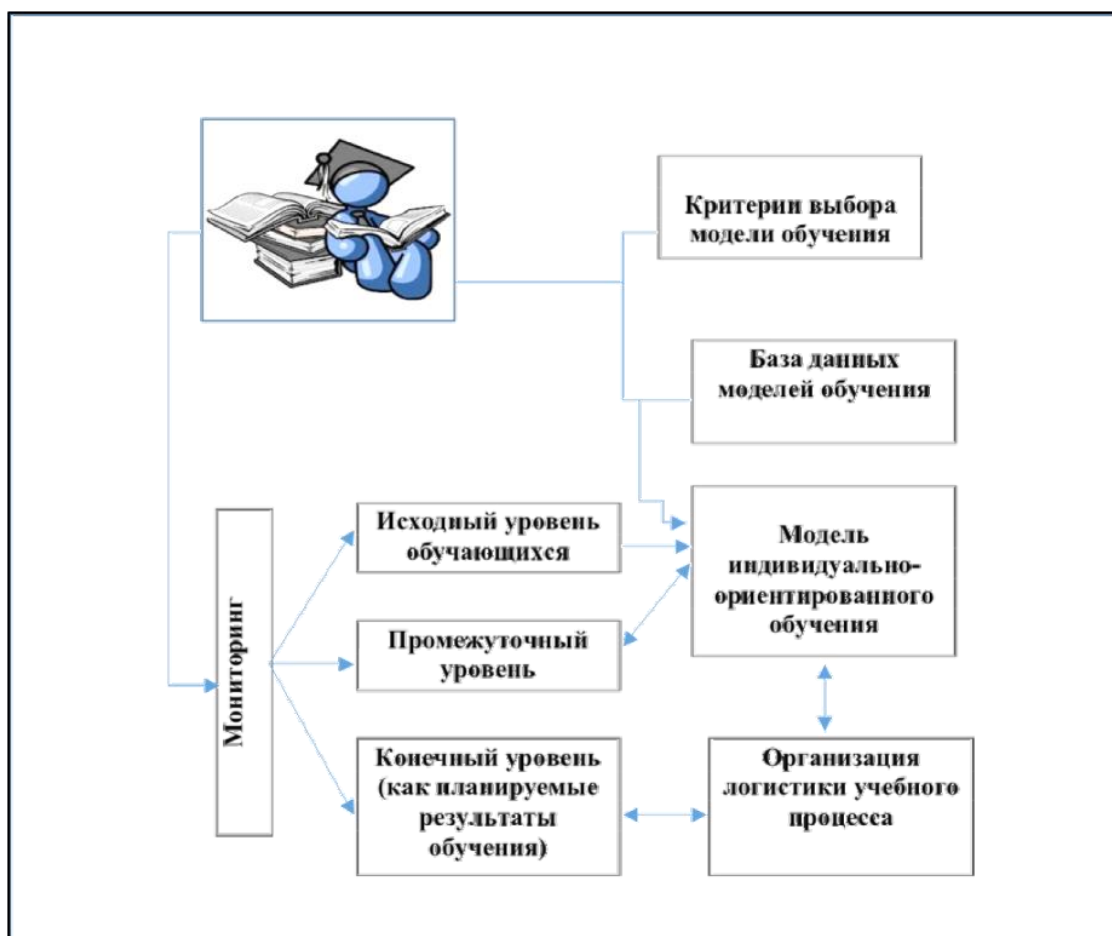 Критерии выбора
модели обучения
База данных
моделей обучения
Исходный уровень
обучающихся
Модель
индивидуально-
ориентированного
обучения
Промежуточный
уровень
Мониторинг
Конечный уровень
(как планируемые
результаты
обучения)
Организация
логистики учебного
процесса